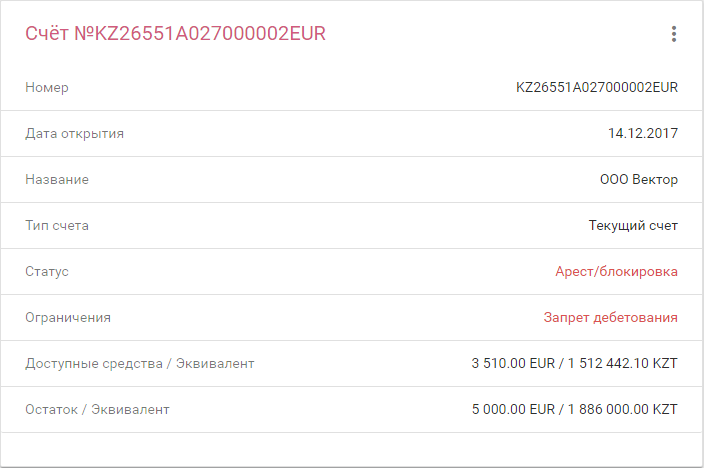 Счёт №KZ26551A027000002EUR
Номер KZ26551A027000002EUR
Дата открытия 14.12.2017
Название ООО Вектор
Тип счета Текущий счет
Статус Арест/блокировка
Ограничения Запрет дебетования
Доступные средства / Эквивалент 3 510.00 EUR / 1 512 442.10 KZT
Остаток / Эквивалент 5 000.00 EUR / 1 886 000.00 KZT